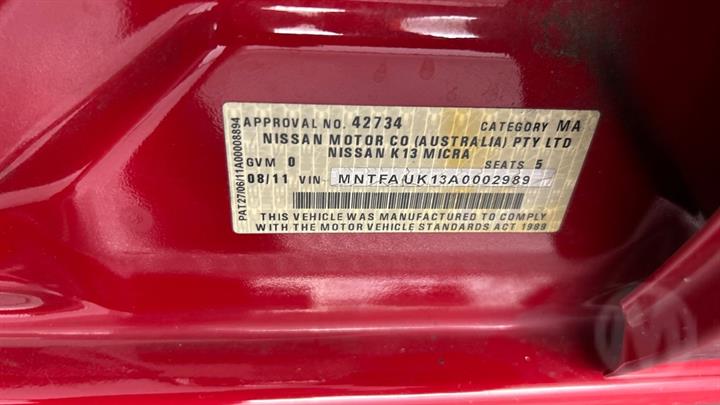 APPROVAL NO. 42734 CATEGORY MA
NISSAN MOTOR CO (AUSTRALIA) PTY LTD
NISSAN K13 MICRA
GVM 0 SEATS 5
08/11 VIN MNTFAUK13A0002989
THIS VEHICLE WAS MANUFACTURED TO COMPLY
WITH THE MOTOR VEHICLE STANDARDS ACT 1989
PAT27/06/11A00008894
M